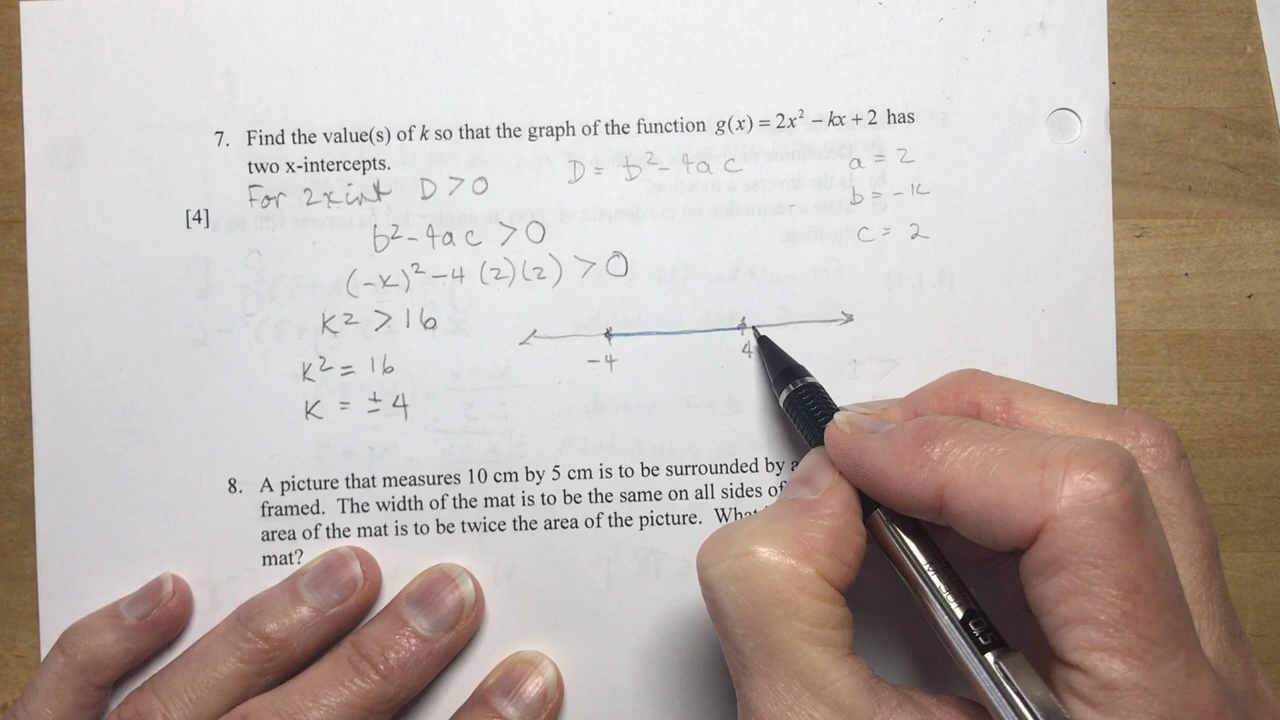 7. Find the value(s) of k so that the graph of the function g(x) = 2x² − kx + 2 has
two x-intercepts.
D = b² - 4ac
a = 2
For 2 x int D > 0
b = -k
[4]
b² - 4ac > 0
c = 2
(-k)² - 4(2)(2) > 0
k² > 16
-4 4
k² = 16
k = ± 4
8. A picture that measures 10 cm by 5 cm is to be surrounded by a
framed. The width of the mat is to be the same on all sides of
area of the mat is to be twice the area of the picture.
mat?
0.5